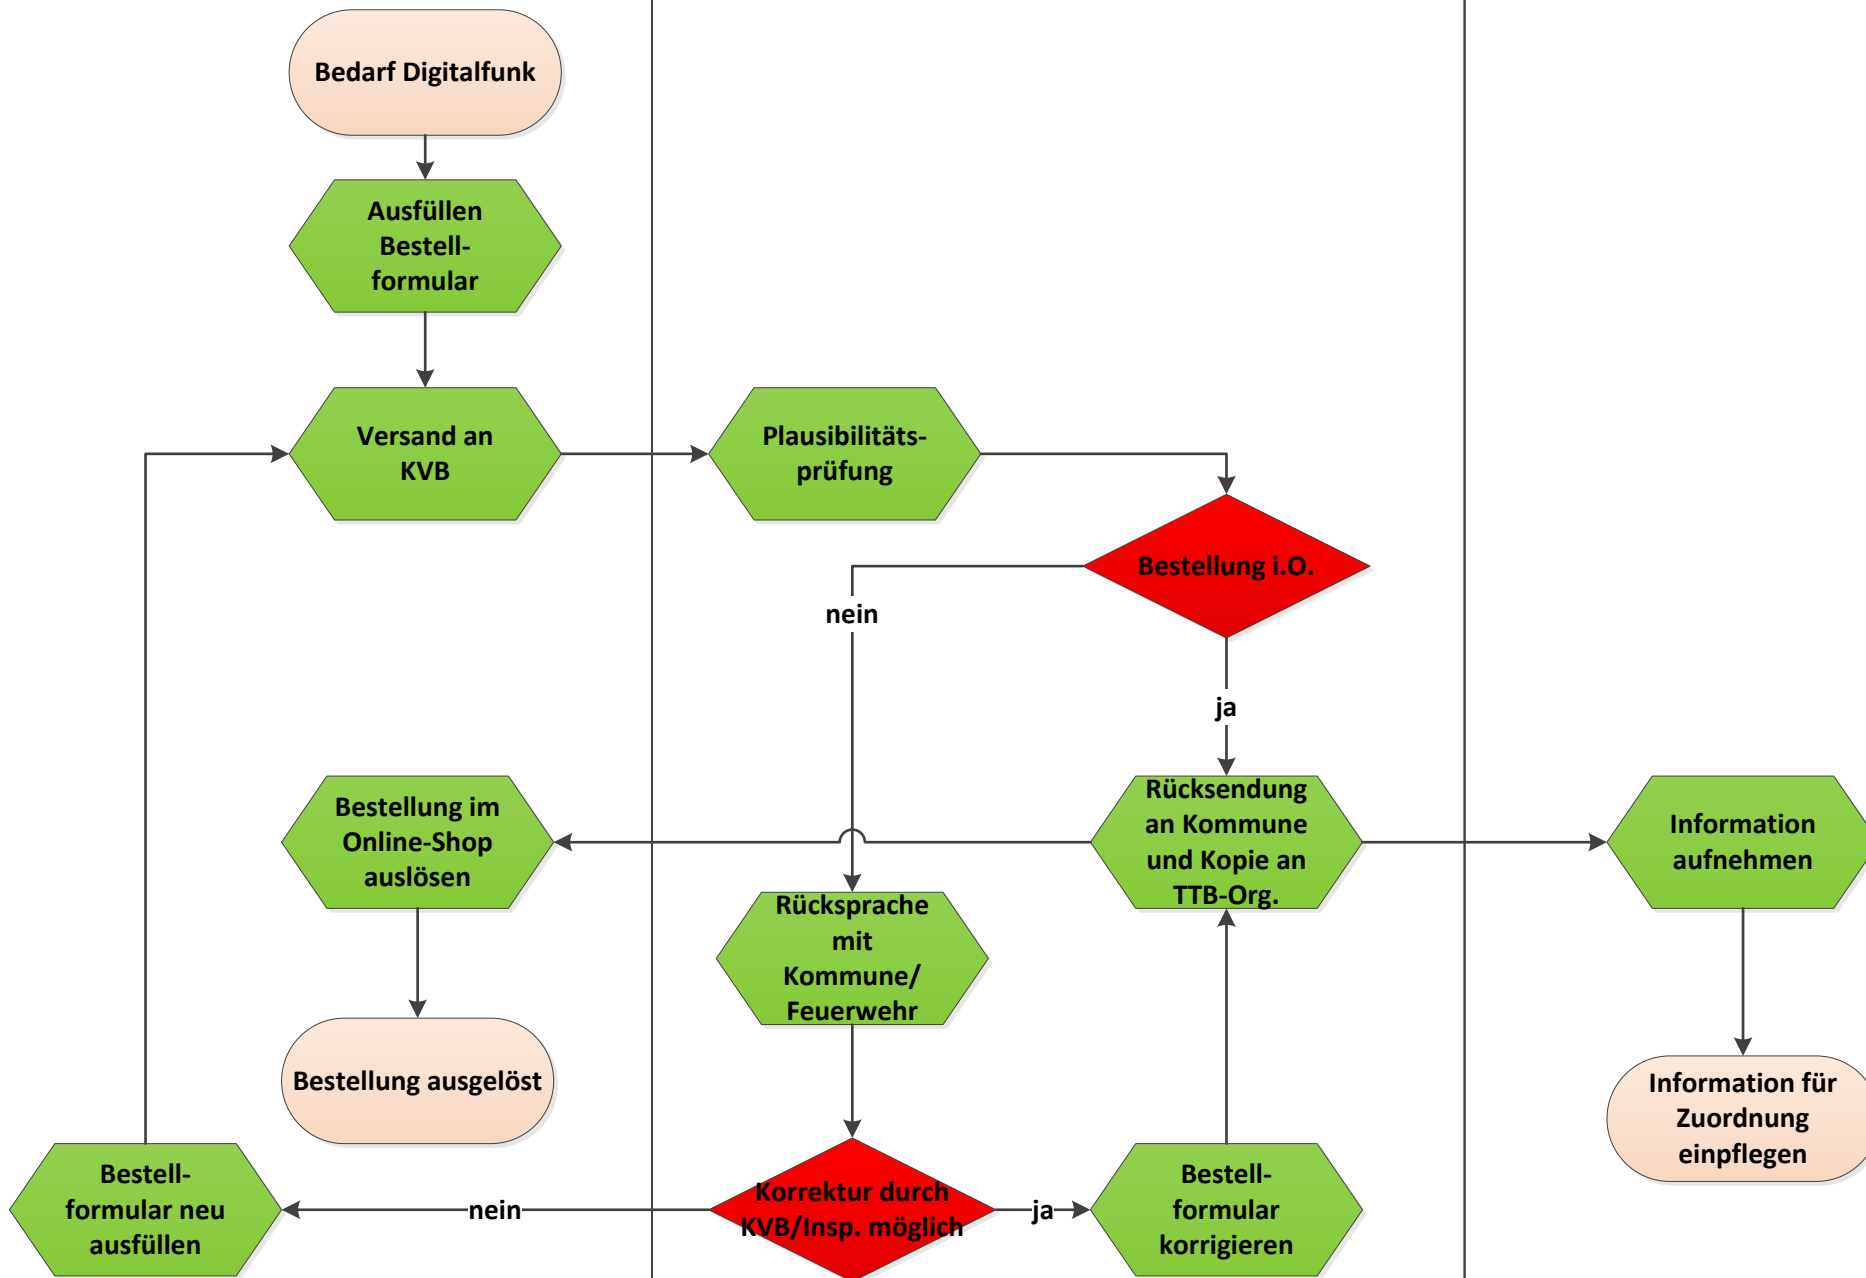 Bedarf Digitalfunk
Ausfüllen
Bestell-
formular
Versand an
KVB
Plausibilitäts-
prüfung
Bestellung i.O.
nein
ja
Bestellung im
Online-Shop
auslösen
Rücksendung
an Kommune
und Kopie an
TTB-Org.
Information
aufnehmen
Rücksprache
mit
Kommune/
Feuerwehr
Bestellung ausgelöst
Information für
Zuordnung
einpflegen
Bestell-
formular neu
ausfüllen
nein
Korrektur durch
KVB/Insp. möglich
ja
Bestell-
formular
korrigieren